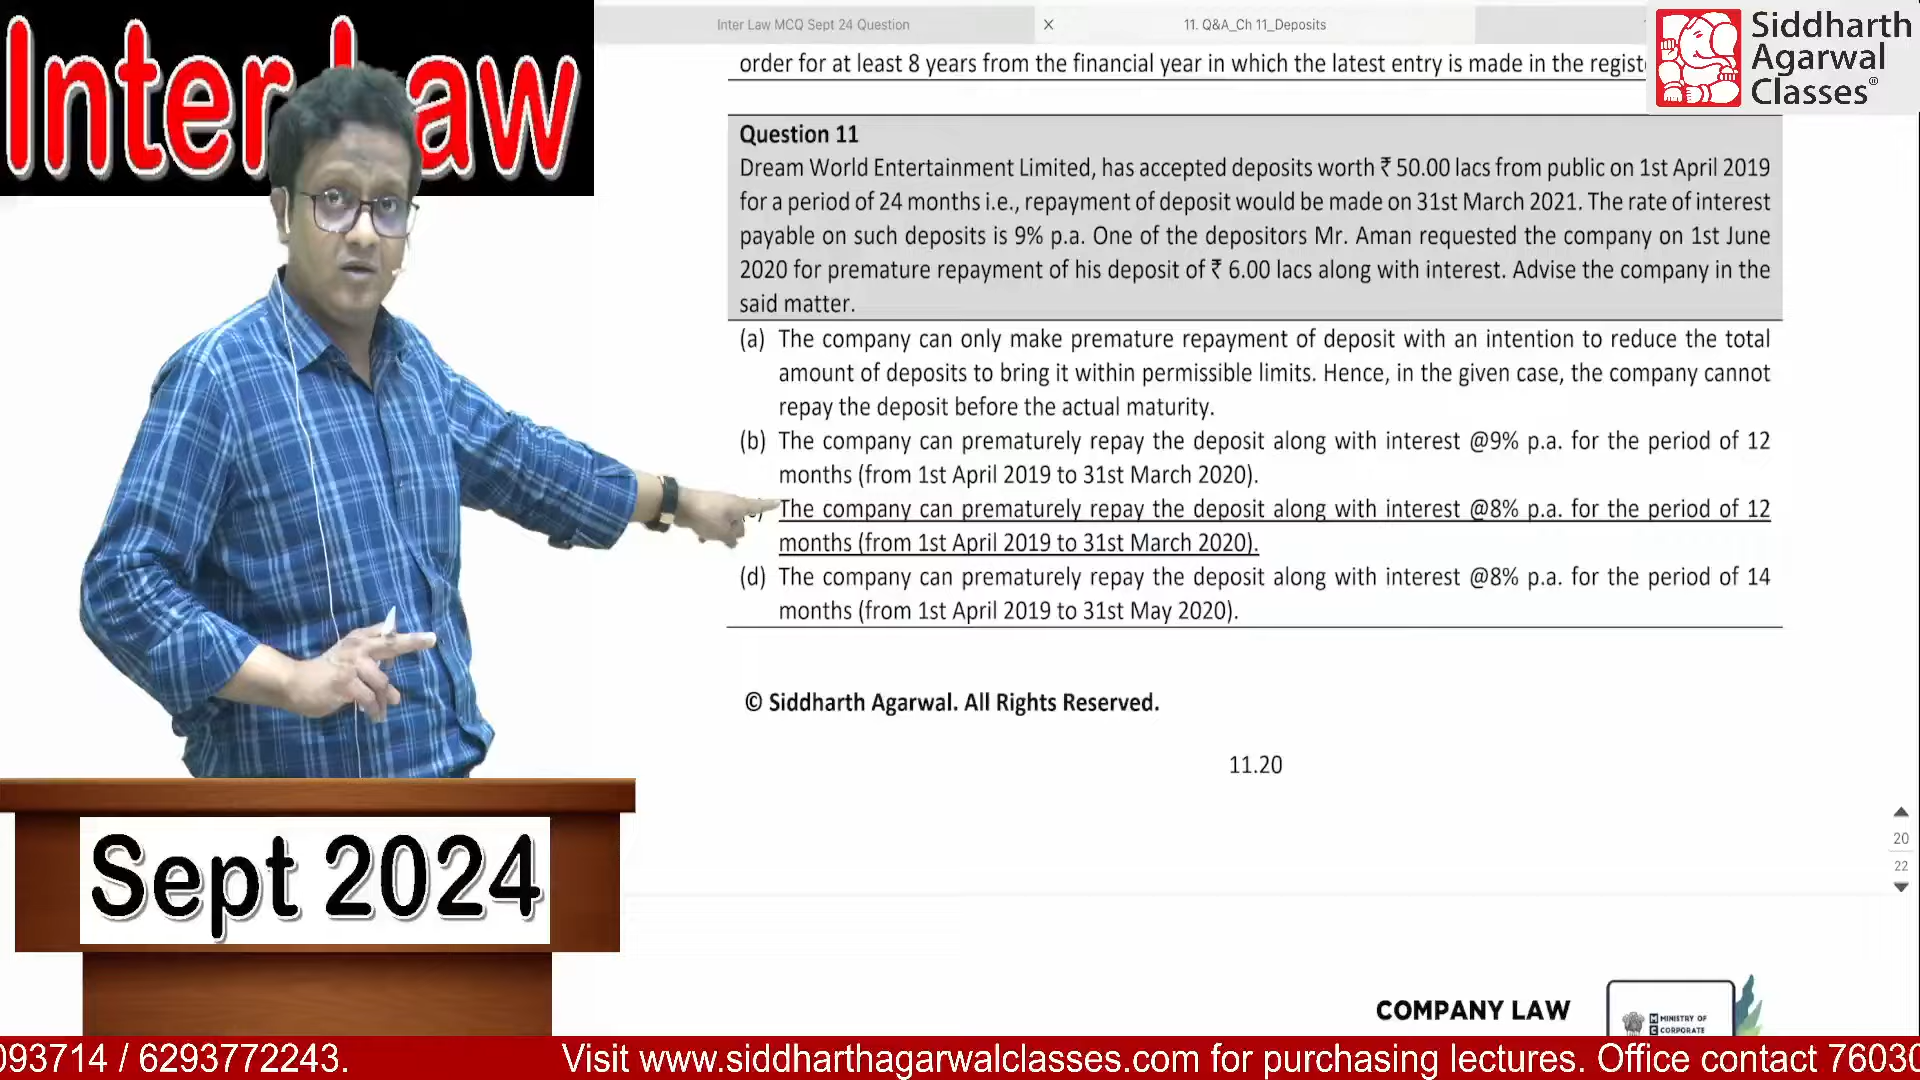 Inter Law
Inter Law MCQ Sept 24 Question
X
11. Q&A_Ch 11_Deposits
Siddharth
Agarwal
Classes®
order for at least 8 years from the financial year in which the latest entry is made in the
Question 11
Dream World Entertainment Limited, has accepted deposits worth ₹ 50.00 lacs from public on 1st April 2019
for a period of 24 months i.e., repayment of deposit would be made on 31st March 2021. The rate of interest
payable on such deposits is 9% p.a. One of the depositors Mr. Aman requested the company on 1st June
2020 for premature repayment of his deposit of ₹ 6.00 lacs along with interest. Advise the company in the
said matter.
(a) The company can only make premature repayment of deposit with an intention to reduce the total
amount of deposits to bring it within permissible limits. Hence, in the given case, the company cannot
repay the deposit before the actual maturity.
(b) The company can prematurely repay the deposit along with interest @9% p.a. for the period of 12
months (from 1st April 2019 to 31st March 2020).
The company can prematurely repay the deposit along with interest @8% p.a. for the period of 12
months (from 1st April 2019 to 31st March 2020).
(d) The company can prematurely repay the deposit along with interest @8% p.a. for the period of 14
months (from 1st April 2019 to 31st May 2020).
© Siddharth Agarwal. All Rights Reserved.
11.20
20
22
Sept 2024
COMPANY LAW
MINISTRY OF
CORPORATE
093714 / 6293772243.
Visit www.siddharthagarwalclasses.com for purchasing lectures. Office contact 76030